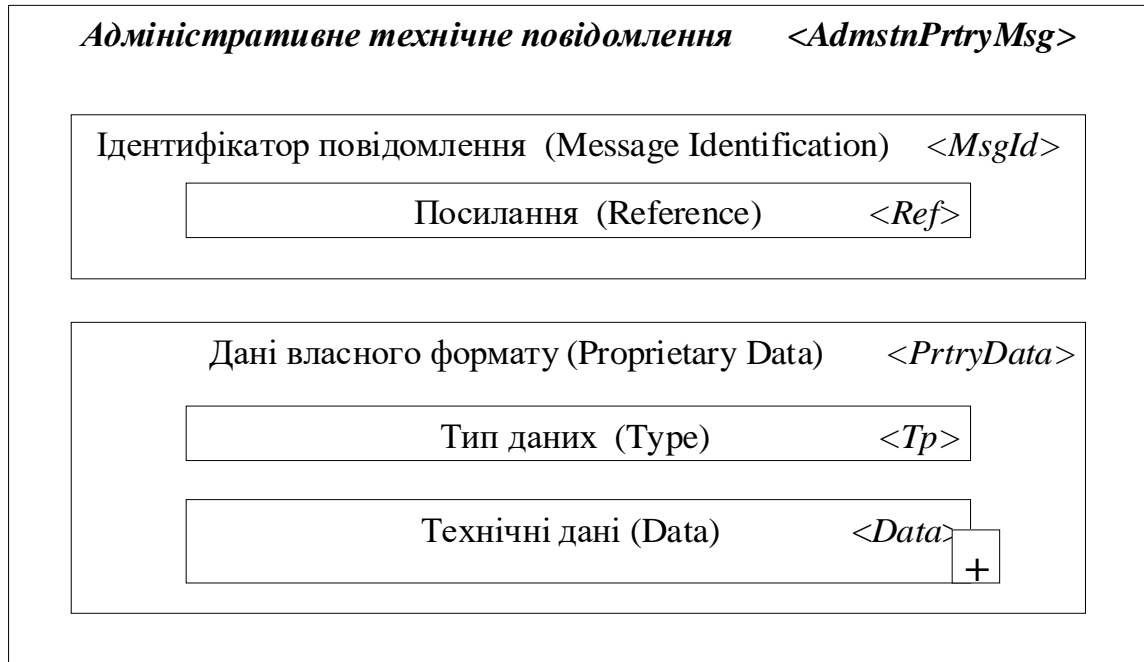 Адміністративне технічне повідомлення <AdmstnPrtryMsg>
Ідентифікатор повідомлення (Message Identification) <MsgId>
Посилання (Reference) <Ref>
Дані власного формату (Proprietary Data) <PrtryData>
Тип даних (Type) <Tp>
Технічні дані (Data) <Data>
+